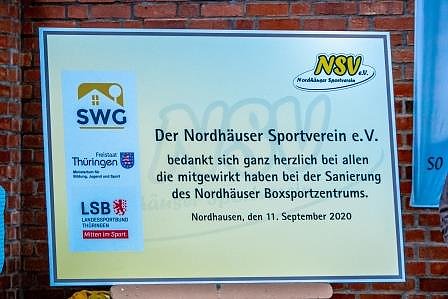 NSV e.V.
Nordhäuser Sportverein
SWG
Freistaat
Thüringen
Ministerium für
Bildung, Jugend und Sport
LSB
LANDESSPORTBUND
THÜRINGEN
Mitten im Sport.
Der Nordhäuser Sportverein e.V.
bedankt sich ganz herzlich bei allen
die mitgewirkt haben bei der Sanierung
des Nordhäuser Boxsportzentrums.
Nordhausen, den 11. September 2020
SO